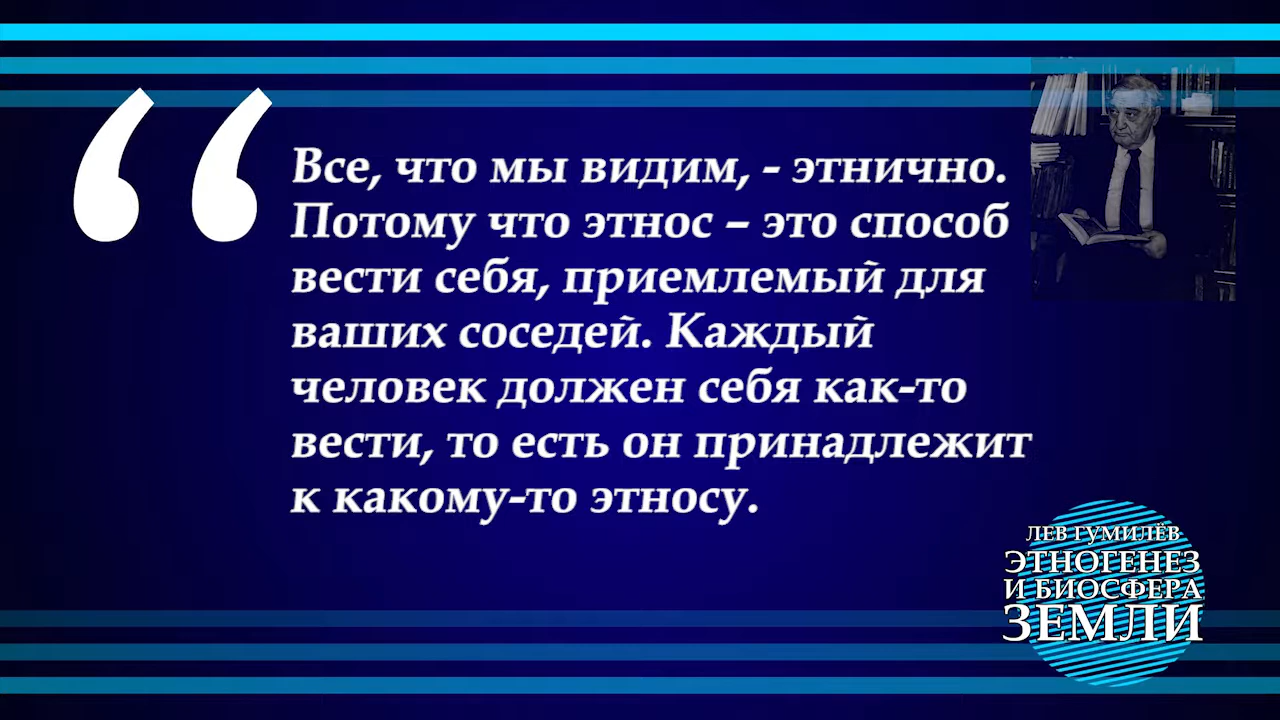 Все, что мы видим, - этнично.
Потому что этнос – это способ
вести себя, приемлемый для
ваших соседей. Каждый
человек должен себя как-то
вести, то есть он принадлежит
к какому-то этносу.
ЛЕВ ГУМИЛЁВ
ЭТНОГЕНЕЗ
И БИОСФЕРА
ЗЕМЛИ